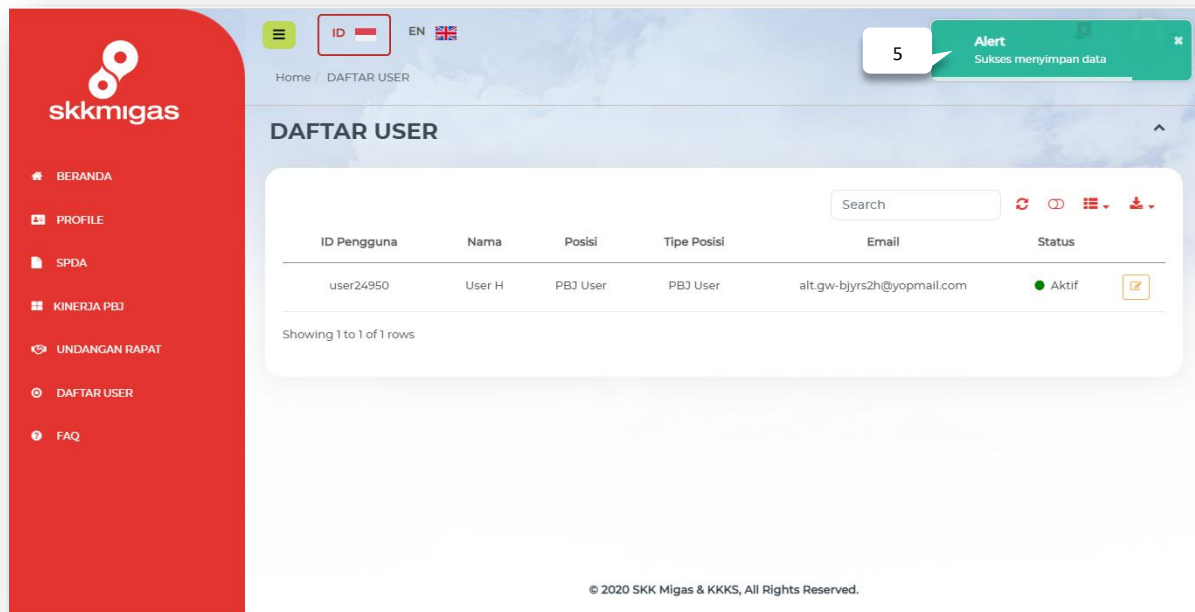 skkmigas
BERANDA
PROFILE
SPDA
KINERJA PBJ
UNDANGAN RAPAT
DAFTAR USER
FAQ
ID EN
Home / DAFTAR USER
5
Alert
Sukses menyimpan data
DAFTAR USER
Search
ID Pengguna Nama Posisi Tipe Posisi Email Status
user24950 User H PBJ User PBJ User alt.gw-bjyrs2h@yopmail.com Aktif
Showing 1 to 1 of 1 rows
© 2020 SKK Migas & KKKS, All Rights Reserved.